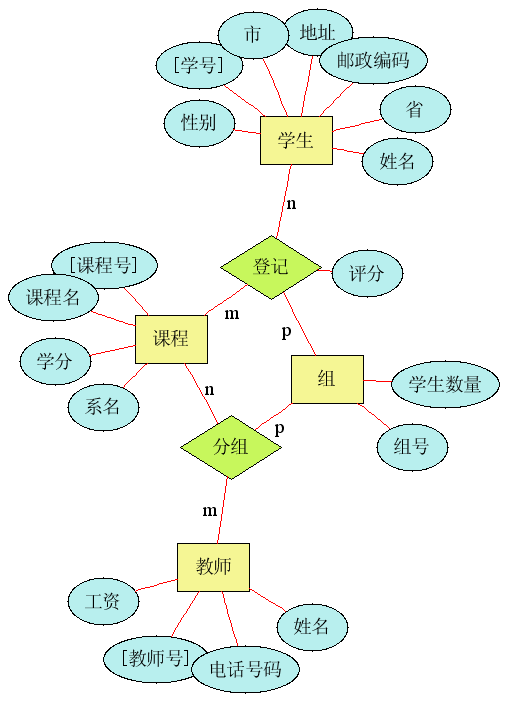 市
地址
[学号]
邮政编码
省
性别
学生
姓名
n
[课程号]
登记
评分
课程名
m
p
课程
学分
组
学生数量
n
系名
p
分组
组号
m
教师
工资
姓名
[教师号]
电话号码